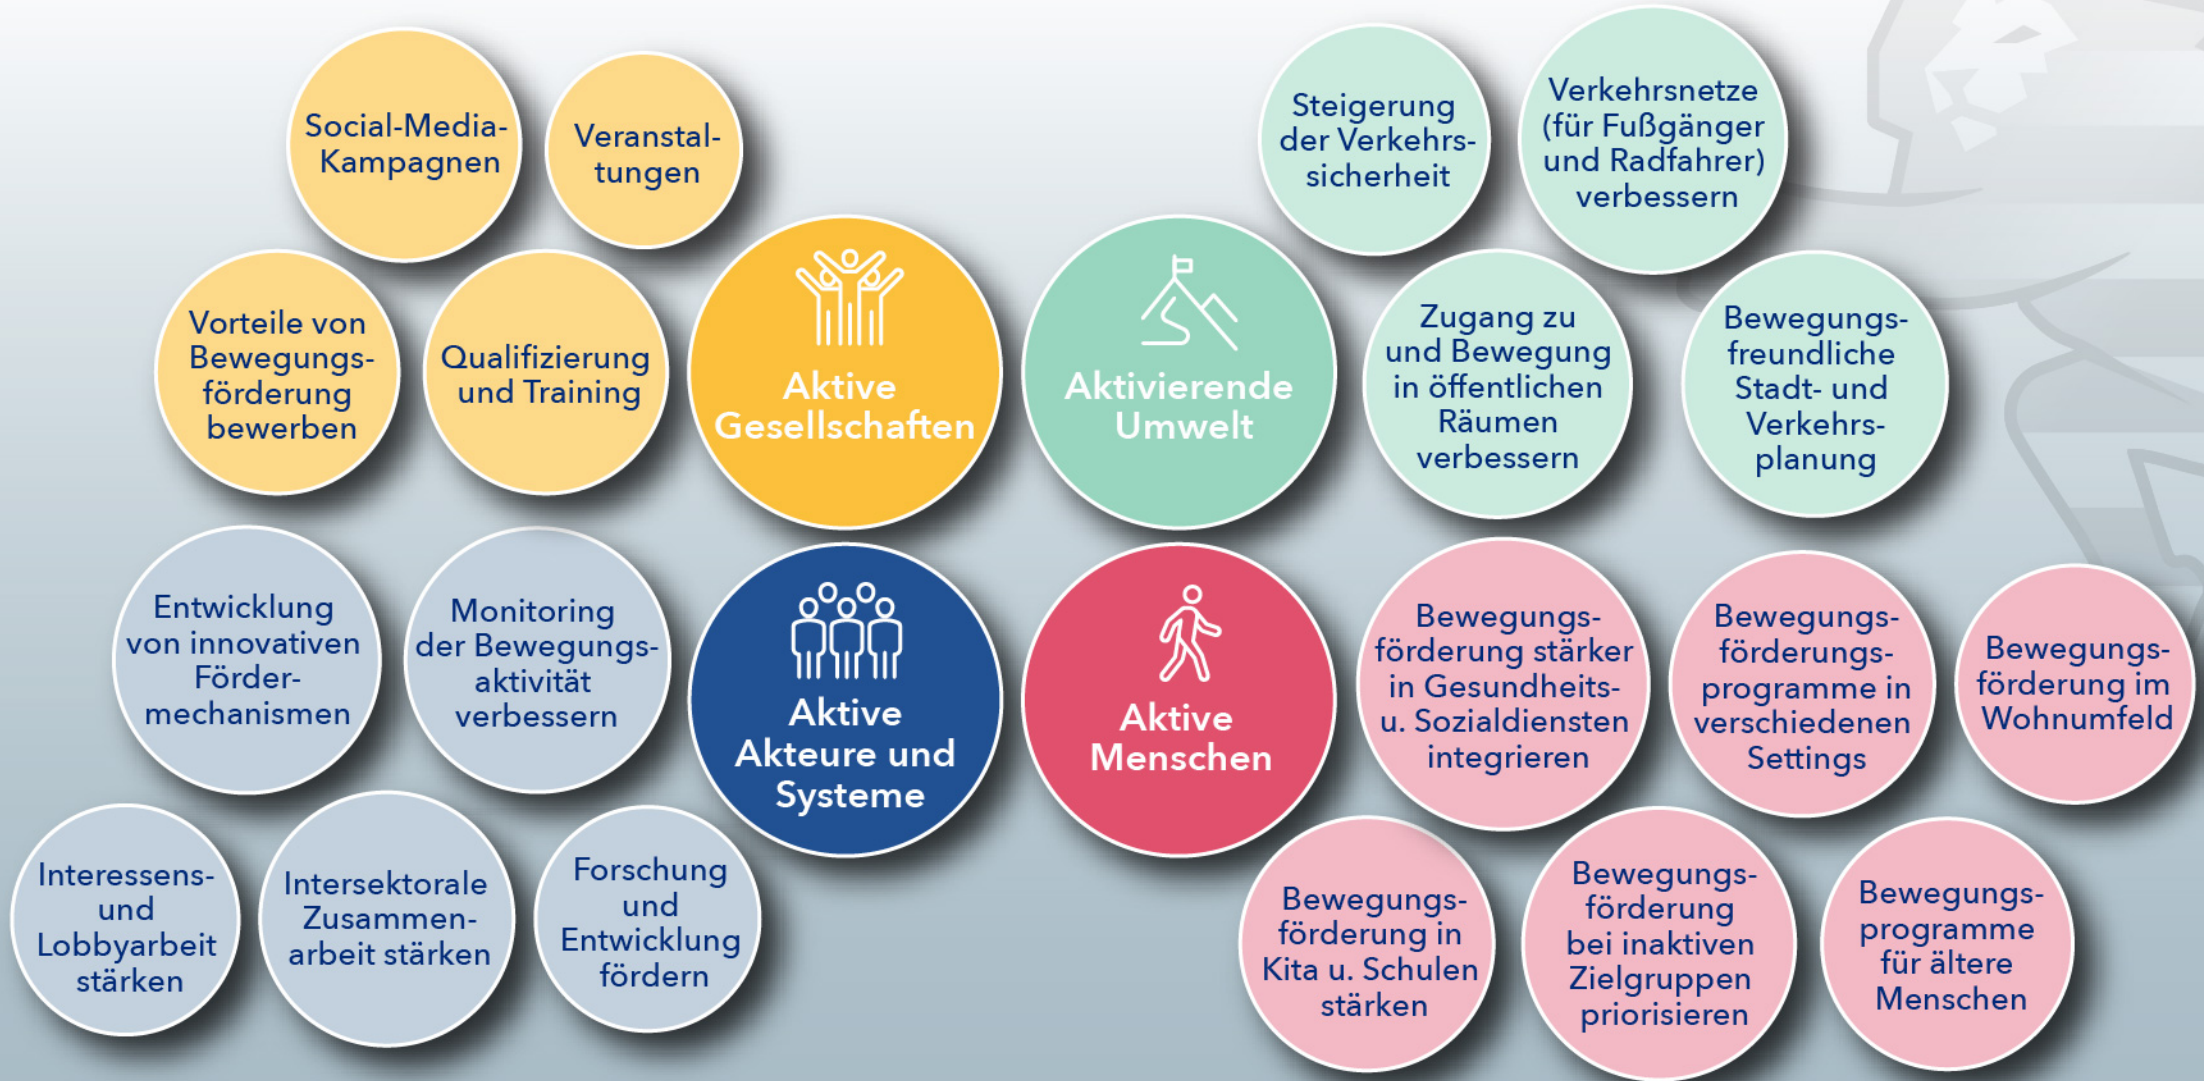 Social-Media-
Kampagnen
Veranstal-
tungen
Vorteile von
Bewegungs-
förderung
bewerben
Qualifizierung
und Training
Aktive
Gesellschaften
Aktivierende
Umwelt
Steigerung
der Verkehrs-
sicherheit
Verkehrsnetze
(für Fußgänger
und Radfahrer)
verbessern
Zugang zu
und Bewegung
in öffentlichen
Räumen
verbessern
Bewegungs-
freundliche
Stadt- und
Verkehrs-
planung
Entwicklung
von innovativen
Förder-
mechanismen
Monitoring
der Bewegungs-
aktivität
verbessern
Aktive
Akteure und
Systeme
Interessens-
und
Lobbyarbeit
stärken
Intersektorale
Zusammen-
arbeit stärken
Forschung
und
Entwicklung
fördern
Aktive
Menschen
Bewegungs-
förderung stärker
in Gesundheits-
u. Sozialdiensten
integrieren
Bewegungs-
förderungs-
programme in
verschiedenen
Settings
Bewegungs-
förderung im
Wohnumfeld
Bewegungs-
förderung in
Kita u. Schulen
stärken
Bewegungs-
förderung
bei inaktiven
Zielgruppen
priorisieren
Bewegungs-
programme
für ältere
Menschen